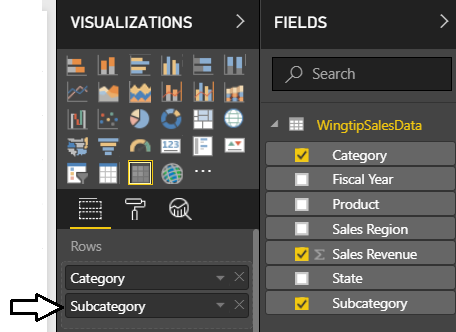 VISUALIZATIONS
123
Rows
Category
Subcategory
FIELDS
Search
WingtipSalesData
Category
Fiscal Year
Product
Sales Region
Σ Sales Revenue
State
Subcategory